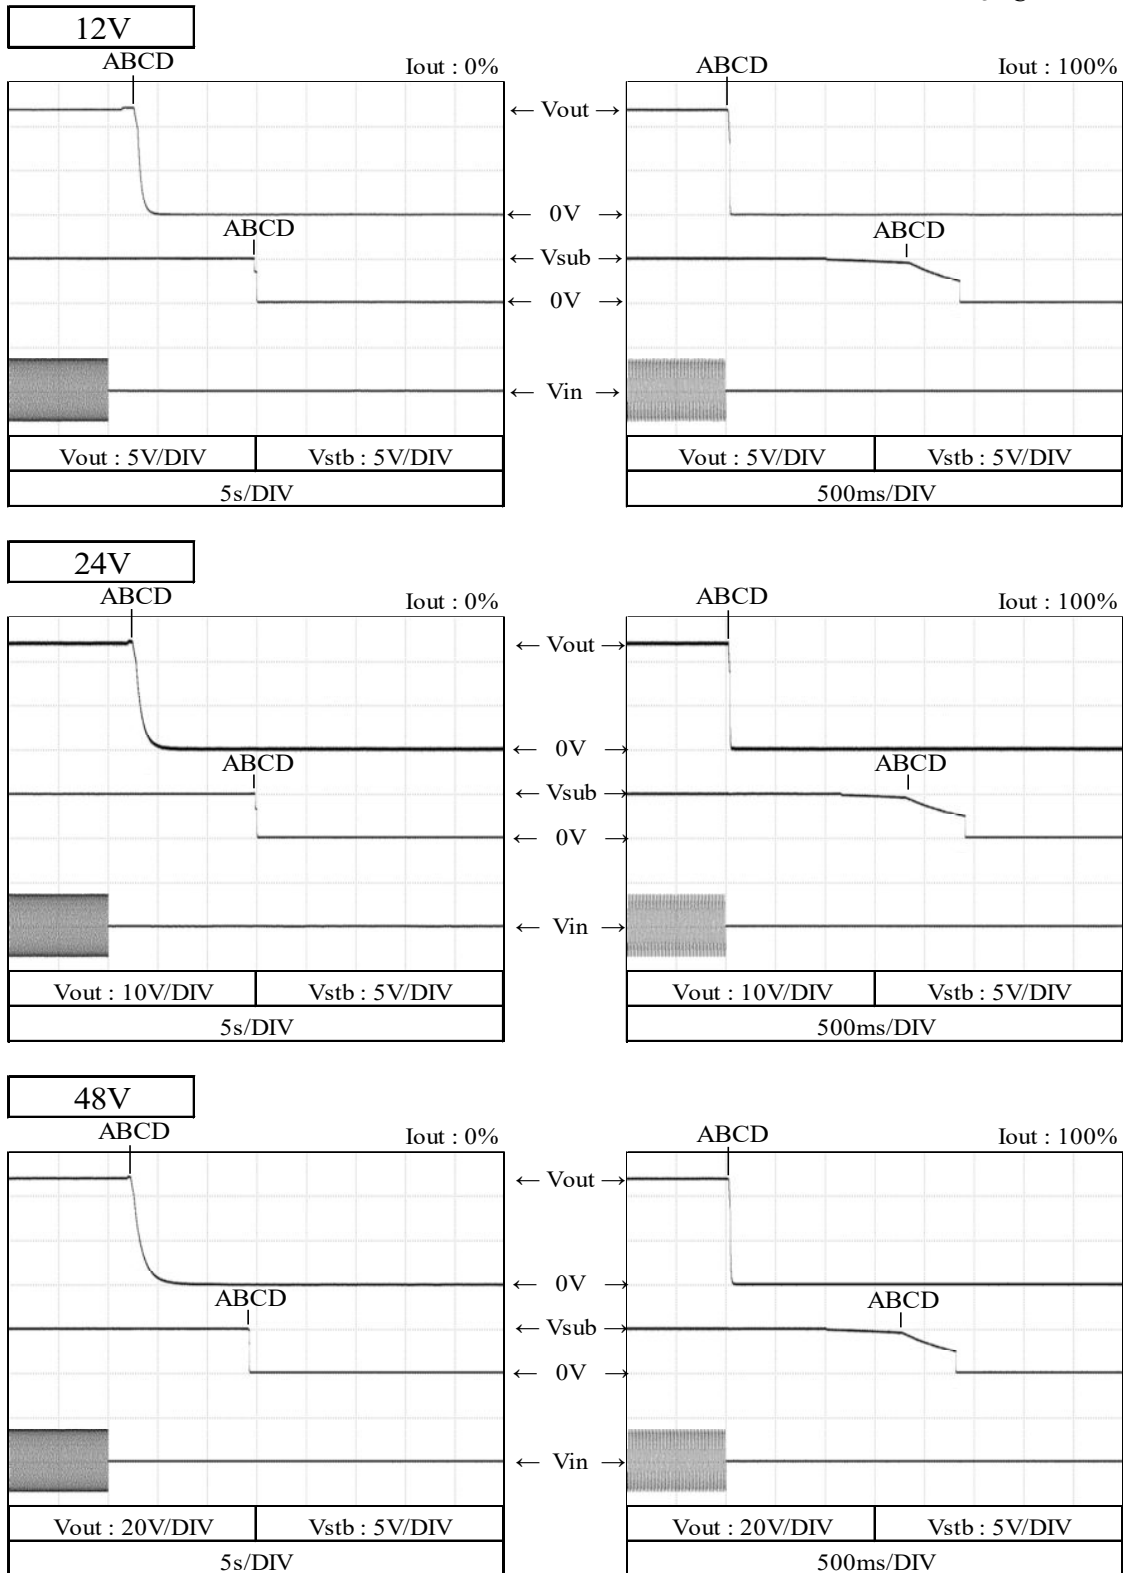 12V
ABCD
Iout : 0%
ABCD
Iout : 100%
← Vout →
← 0V →
ABCD
ABCD
← Vsub →
← 0V →
← Vin →
Vout : 5V/DIV
Vstb : 5V/DIV
5s/DIV
Vout : 5V/DIV
Vstb : 5V/DIV
500ms/DIV
24V
ABCD
Iout : 0%
ABCD
Iout : 100%
← Vout →
← 0V →
ABCD
ABCD
← Vsub →
← 0V →
← Vin →
Vout : 10V/DIV
Vstb : 5V/DIV
5s/DIV
Vout : 10V/DIV
Vstb : 5V/DIV
500ms/DIV
48V
ABCD
Iout : 0%
ABCD
Iout : 100%
← Vout →
← 0V →
ABCD
ABCD
← Vsub →
← 0V →
← Vin →
Vout : 20V/DIV
Vstb : 5V/DIV
5s/DIV
Vout : 20V/DIV
Vstb : 5V/DIV
500ms/DIV